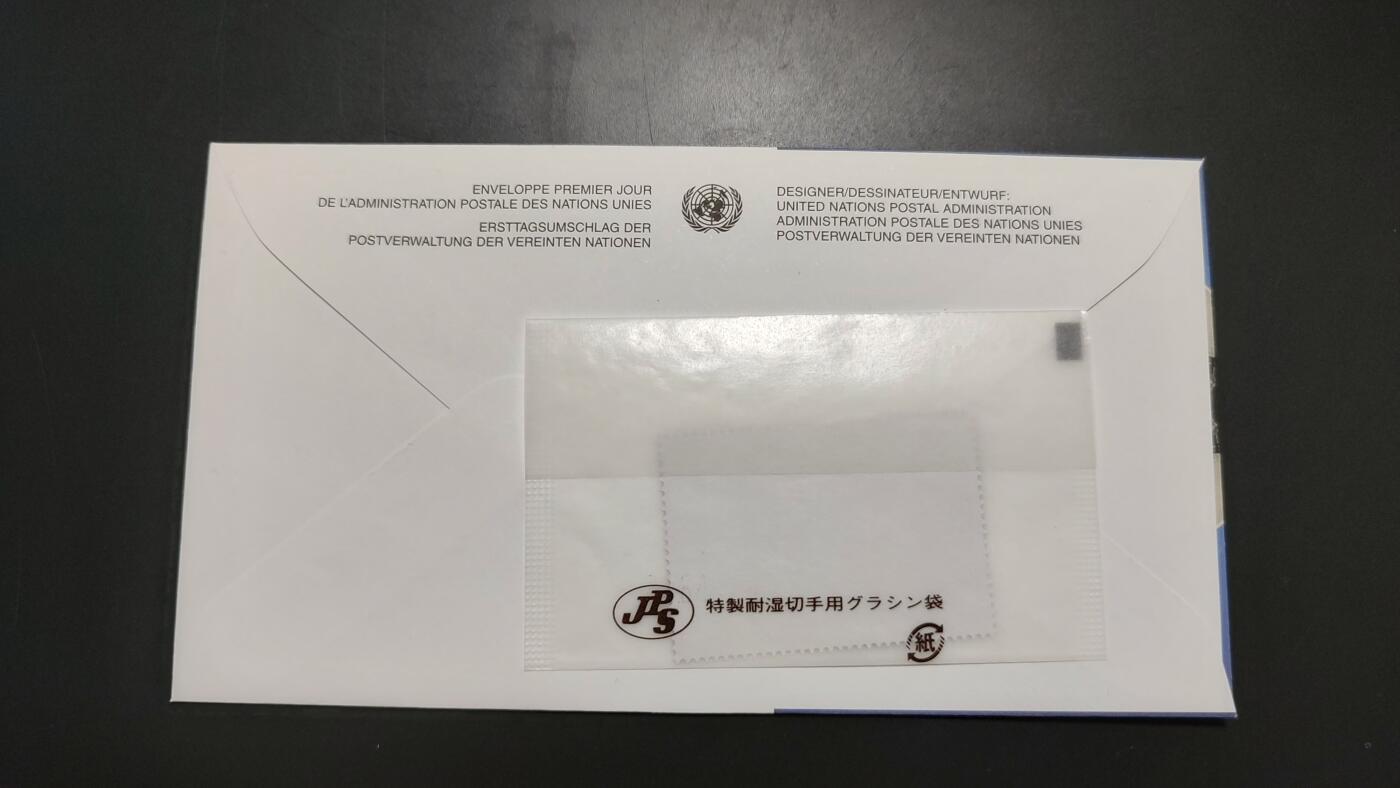 ENVELOPPE PREMIER JOUR
DE L'ADMINISTRATION POSTALE DES NATIONS UNIES
ERSTTAGSUMSCHLAG DER
POSTVERWALTUNG DER VEREINTEN NATIONEN
DESIGNER/DESSINATEUR/ENTWURF:
UNITED NATIONS POSTAL ADMINISTRATION
ADMINISTRATION POSTALE DES NATIONS UNIES
POSTVERWALTUNG DER VEREINTEN NATIONEN
JPS 特製耐湿切手用グラシン袋
紙